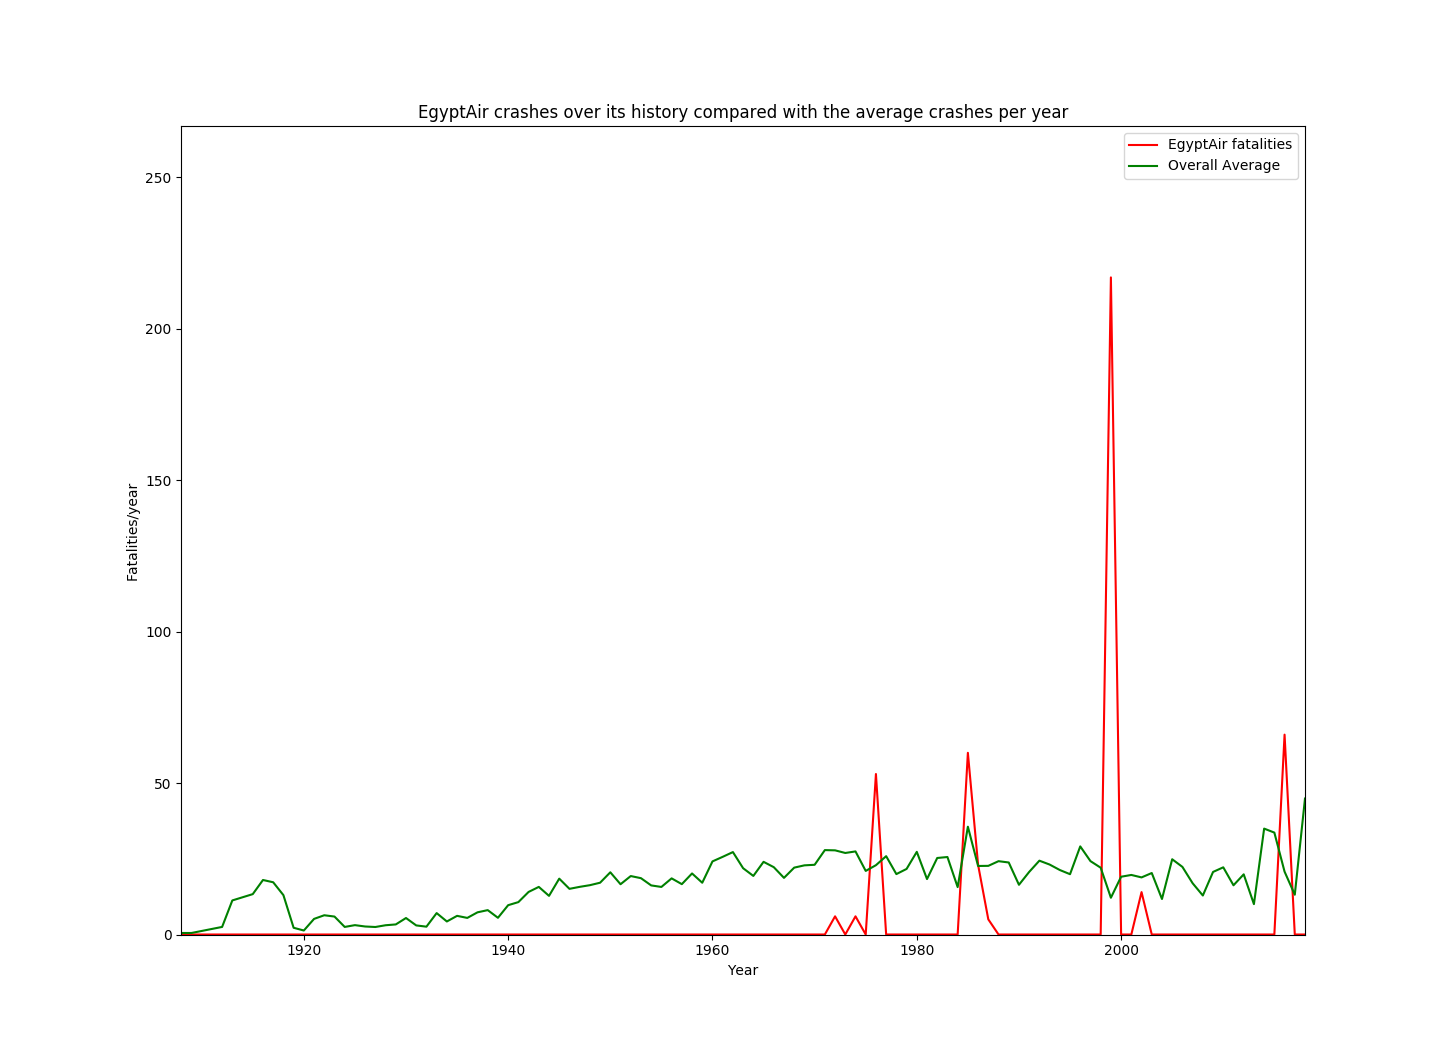 EgyptAir crashes over its history compared with the average crashes per year
EgyptAir fatalities
Overall Average
250
200
150
100
50
0
Fatalities/year
1920 1940 1960 1980 2000
Year